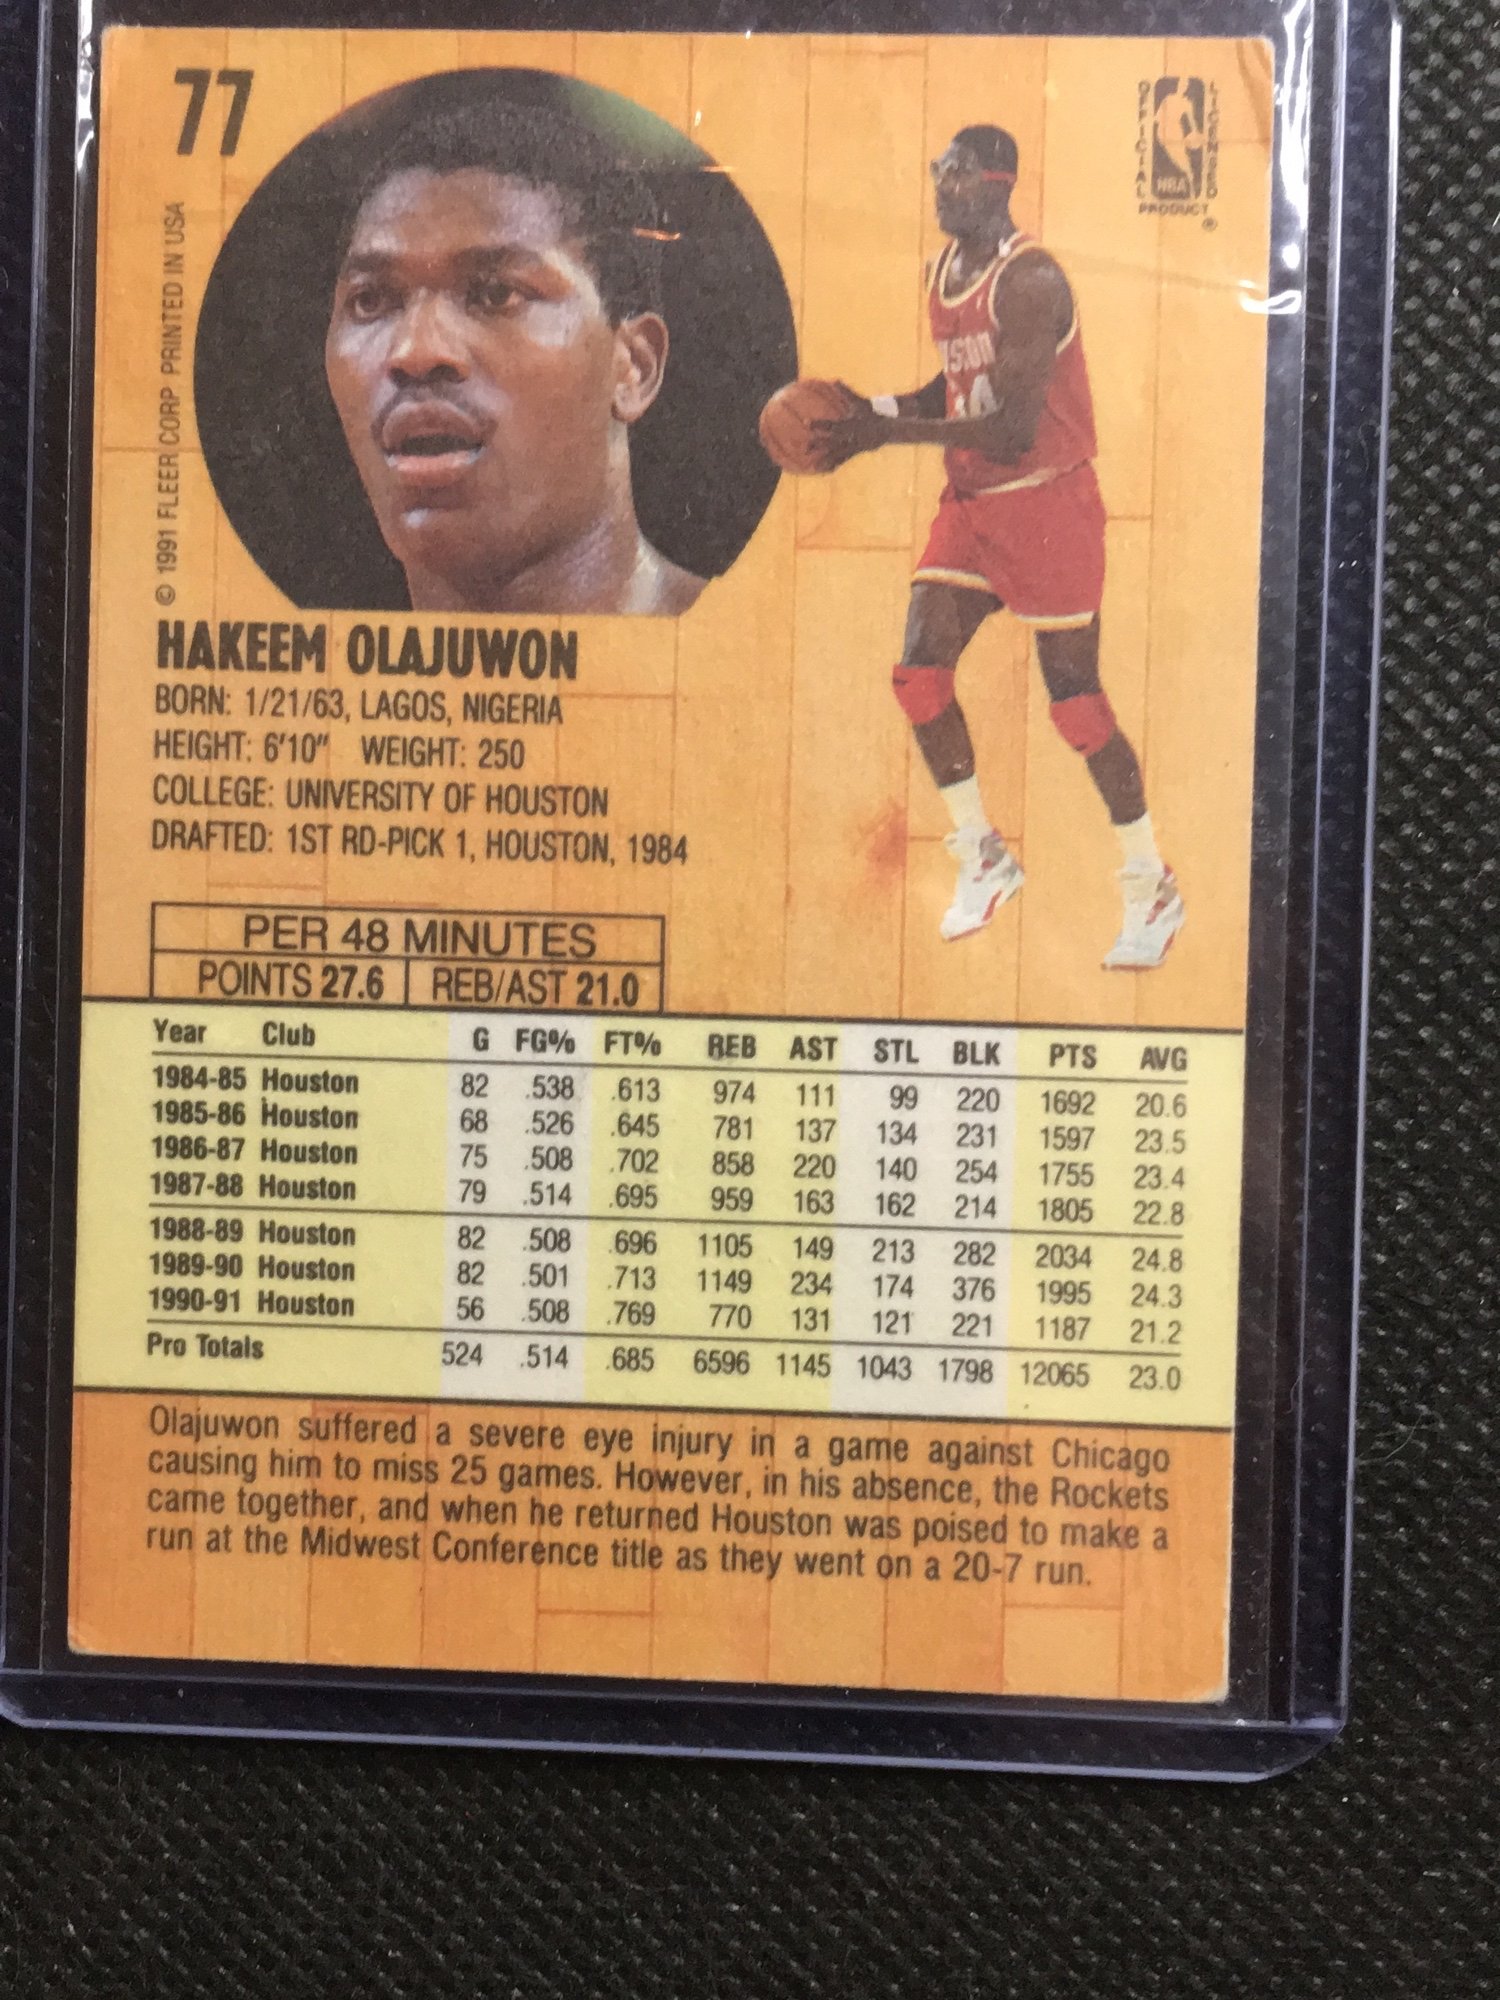 77
OFFICIAL LICENSED
NBA
PRODUCT ®
© 1991 FLEER CORP PRINTED IN USA
HAKEEM OLAJUWON
BORN: 1/21/63, LAGOS, NIGERIA
HEIGHT: 6'10" WEIGHT: 250
COLLEGE: UNIVERSITY OF HOUSTON
DRAFTED: 1ST RD-PICK 1, HOUSTON, 1984
PER 48 MINUTES
POINTS 27.6 REB/AST 21.0
Year Club G FG% FT% REB AST STL BLK PTS AVG
1984-85 Houston 82 .538 .613 974 111 99 220 1692 20.6
1985-86 Houston 68 .526 .645 781 137 134 231 1597 23.5
1986-87 Houston 75 .508 .702 858 220 140 254 1755 23.4
1987-88 Houston 79 .514 .695 959 163 162 214 1805 22.8
1988-89 Houston 82 .508 .696 1105 149 213 282 2034 24.8
1989-90 Houston 82 .501 .713 1149 234 174 376 1995 24.3
1990-91 Houston 56 .508 .769 770 131 121 221 1187 21.2
Pro Totals 524 .514 .685 6596 1145 1043 1798 12065 23.0
Olajuwon suffered a severe eye injury in a game against Chicago
causing him to miss 25 games. However, in his absence, the Rockets
came together, and when he returned Houston was poised to make a
run at the Midwest Conference title as they went on a 20-7 run.